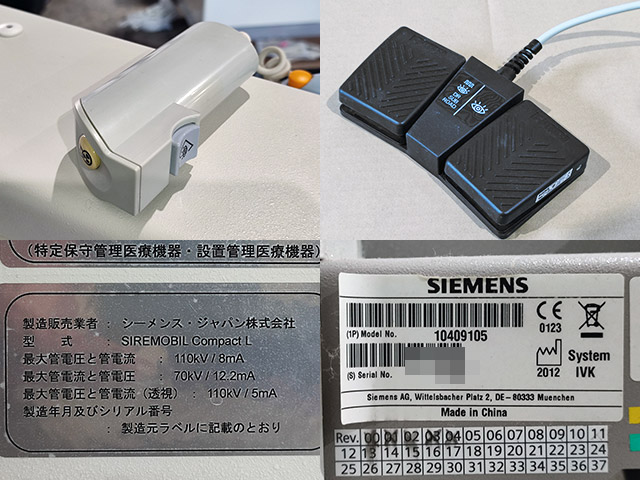 DR
SUB
ROAD
(特定保守管理医療機器・設置管理医療機器)
製造販売業者 : シーメンス・ジャパン株式会社
型 式 : SIREMOBIL Compact L
最大管電圧と管電流 : 110kV / 8mA
最大管電流と管電圧 : 70kV / 12.2mA
最大管電圧と管電流(透視) : 110kV / 5mA
製造年月及びシリアル番号
: 製造元ラベルに記載のとおり
SIEMENS
(1P) Model No. 10409105
(S) Serial No.
CE
0123
2012
System
IVK
Siemens AG, Wittelsbacher Platz 2, DE-80333 Muenchen
Made in China
Rev. 00 01 02 03 04 05 06 07 08 09 10 11
12 13 14 15 16 17 18 19 20 21 22 23 24
25 26 27 28 29 30 31 32 33 34 35 36 37